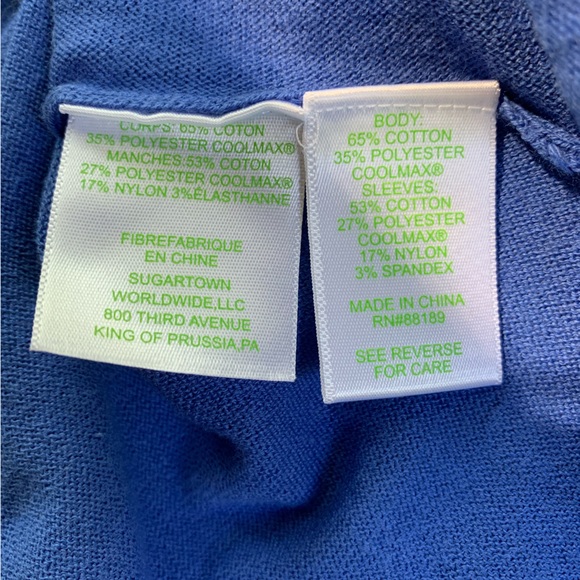 CORPS: 65% COTON
35% POLYESTER COOLMAX®
MANCHES:53% COTON
27% POLYESTER COOLMAX®
17% NYLON 3%ÉLASTHANNE
FIBREFABRIQUE
EN CHINE
SUGARTOWN
WORLDWIDE,LLC
800 THIRD AVENUE
KING OF PRUSSIA,PA
BODY:
65% COTTON
35% POLYESTER
COOLMAX®
SLEEVES:
53% COTTON
27% POLYESTER
COOLMAX®
17% NYLON
3% SPANDEX
MADE IN CHINA
RN#88189
SEE REVERSE
FOR CARE